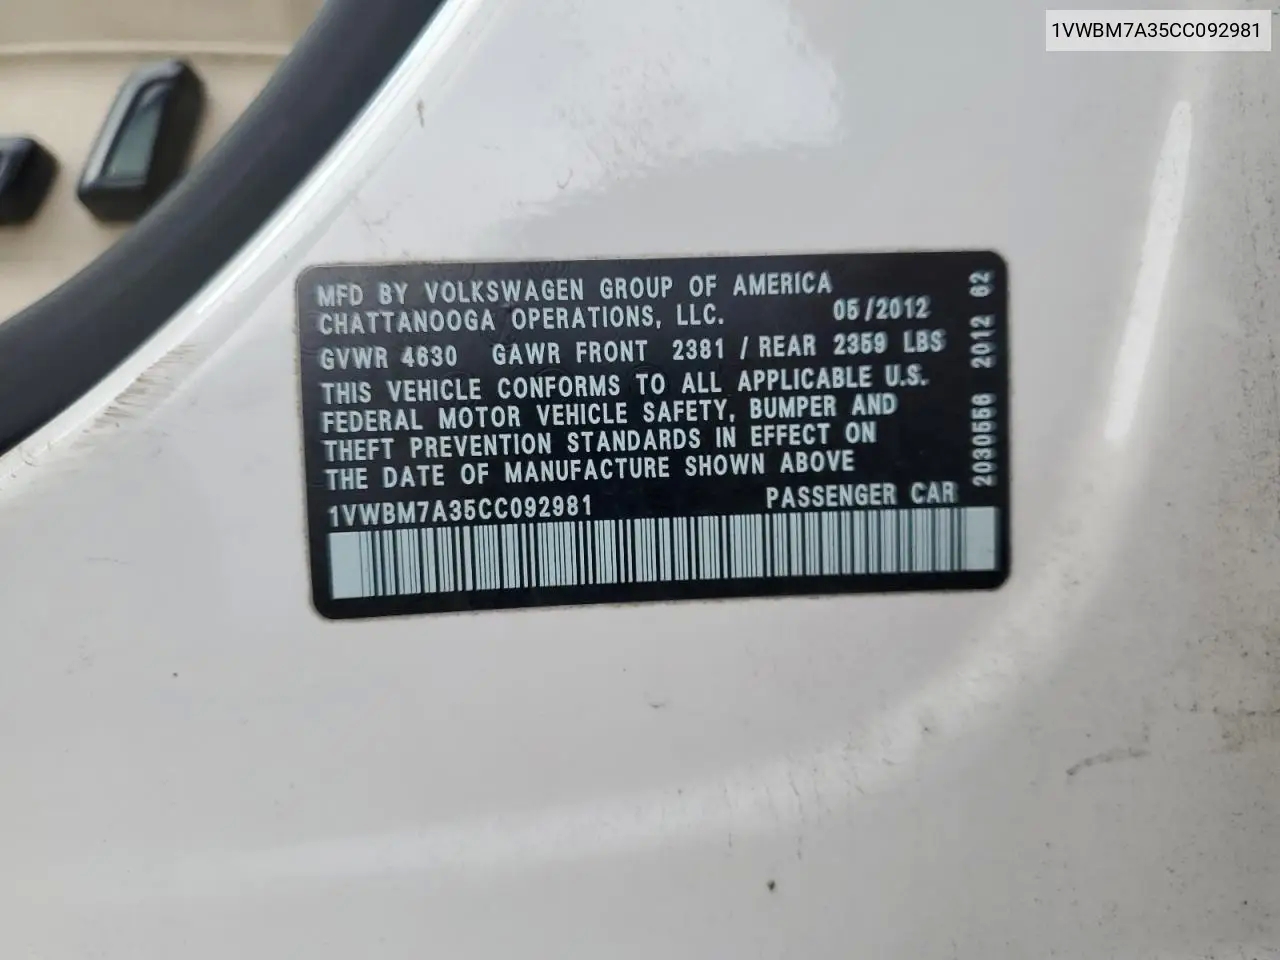 1VWBM7A35CC092981
MFD BY VOLKSWAGEN GROUP OF AMERICA
CHATTANOOGA OPERATIONS, LLC. 05/2012
GVWR 4630 GAWR FRONT 2381 / REAR 2359 LBS
THIS VEHICLE CONFORMS TO ALL APPLICABLE U.S.
FEDERAL MOTOR VEHICLE SAFETY, BUMPER AND
THEFT PREVENTION STANDARDS IN EFFECT ON
THE DATE OF MANUFACTURE SHOWN ABOVE
1VWBM7A35CC092981 PASSENGER CAR
2030556 2012 62